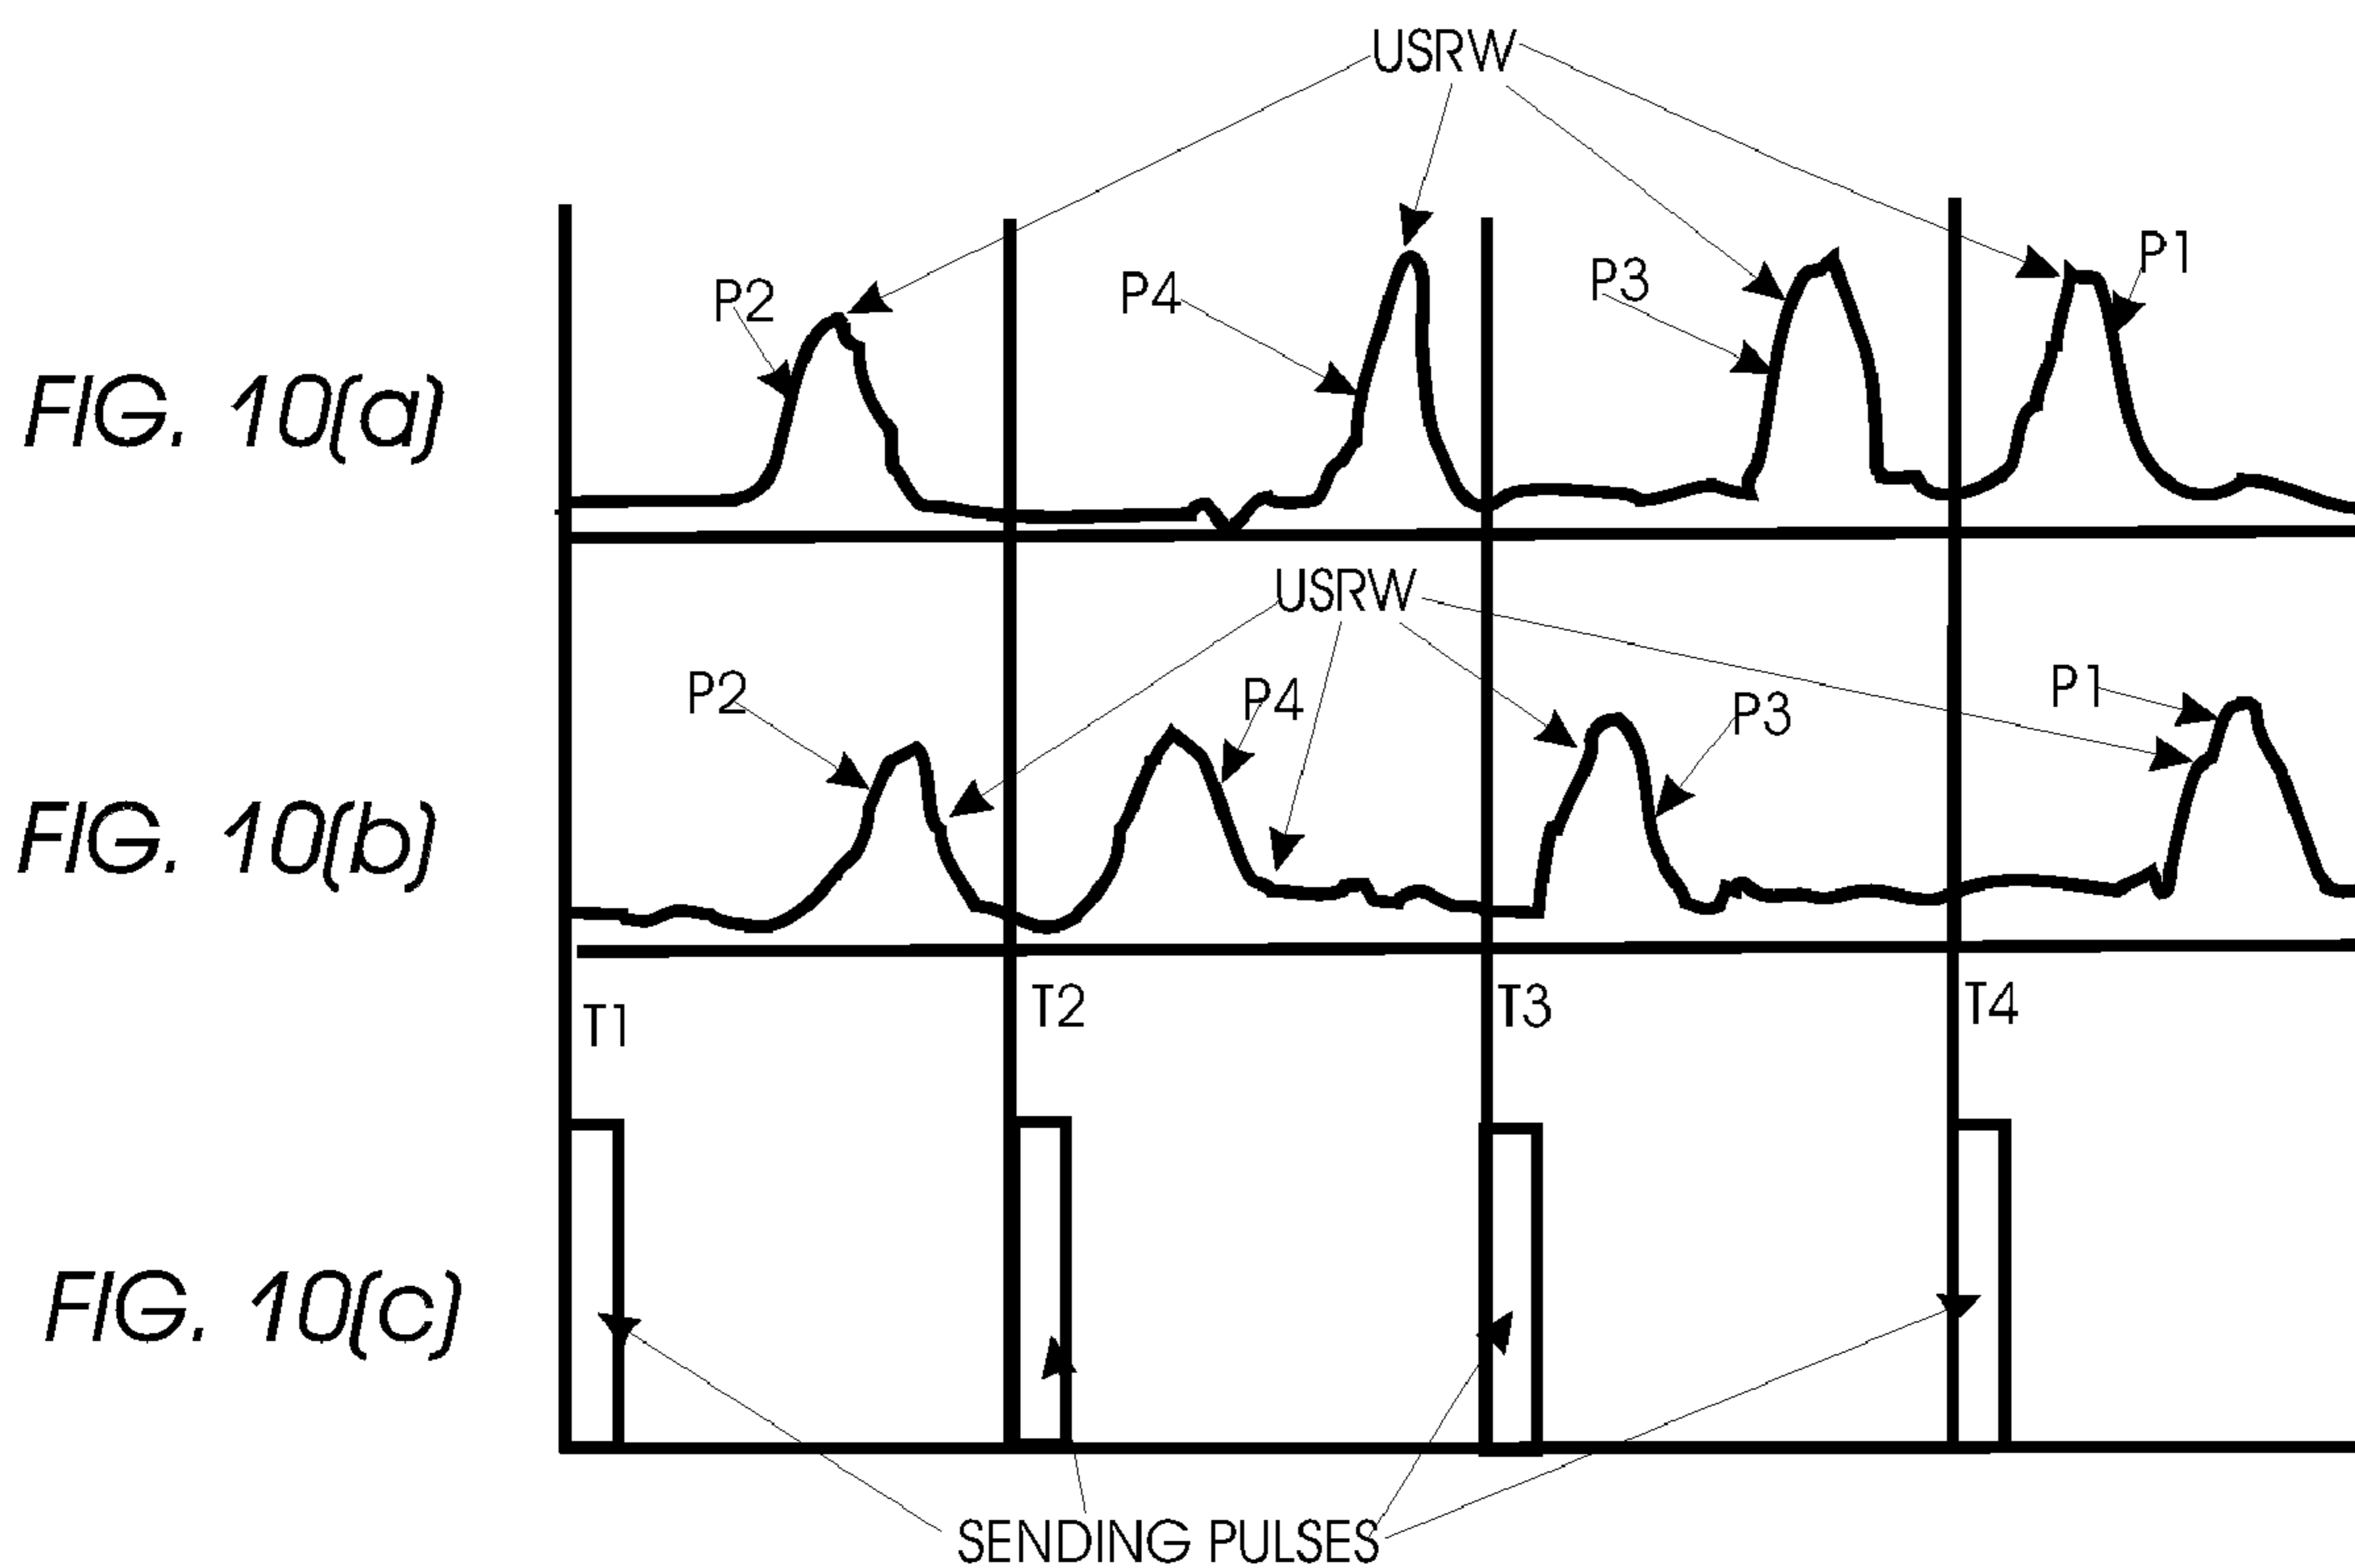 USRW
P2
P4
P3
P1
FIG. 10(a)
USRW
P2
P4
P3
P1
FIG. 10(b)
T1
T2
T3
T4
FIG. 10(c)
SENDING PULSES